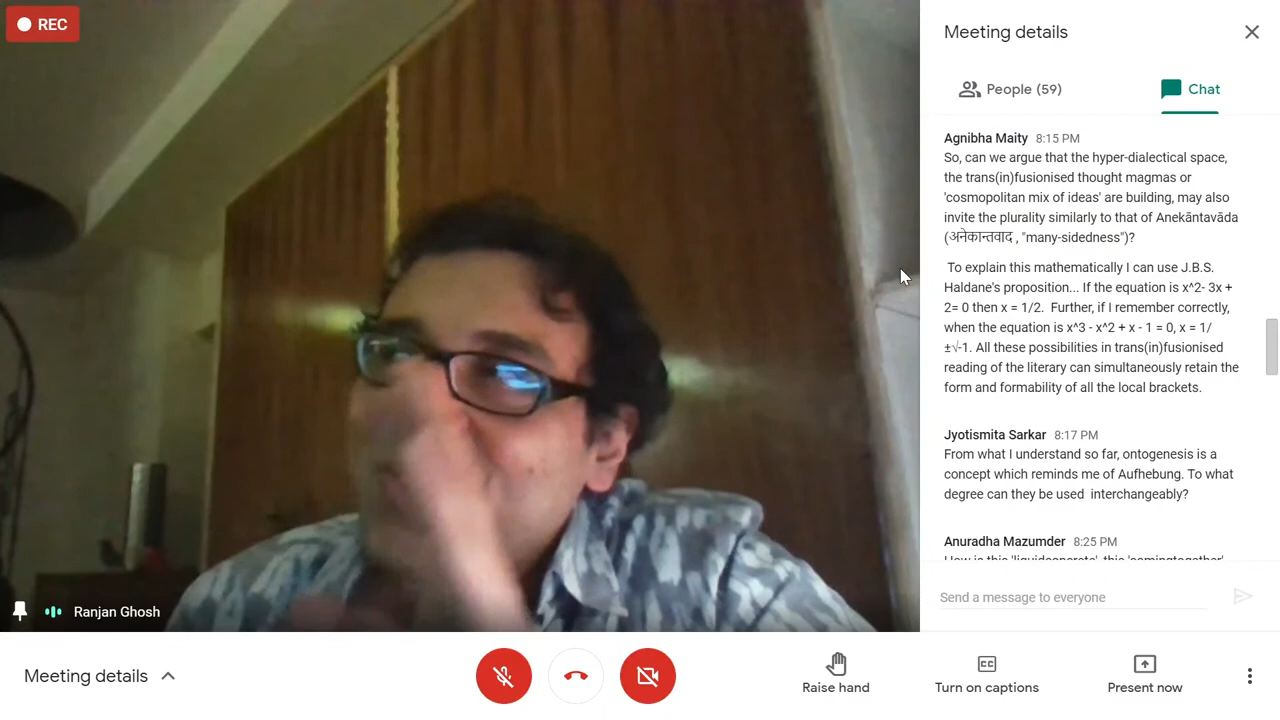 REC
Ranjan Ghosh
Meeting details
People (59)
Chat
Agnibha Maity 8:15 PM
So, can we argue that the hyper-dialectical space,
the trans(in)fusionised thought magmas or
'cosmopolitan mix of ideas' are building, may also
invite the plurality similarly to that of Anekāntavāda
(अनेकान्तवाद , "many-sidedness")?
To explain this mathematically I can use J.B.S.
Haldane's proposition... If the equation is x^2- 3x +
2= 0 then x = 1/2. Further, if I remember correctly,
when the equation is x^3 - x^2 + x - 1 = 0, x = 1/
±√-1. All these possibilities in trans(in)fusionised
reading of the literary can simultaneously retain the
form and formability of all the local brackets.
Jyotismita Sarkar 8:17 PM
From what I understand so far, ontogenesis is a
concept which reminds me of Aufhebung. To what
degree can they be used interchangeably?
Anuradha Mazumder 8:25 PM
How is this 'liquidconcrete', this 'comingtogether'
Send a message to everyone
Meeting details
Raise hand
CC
Turn on captions
Present now